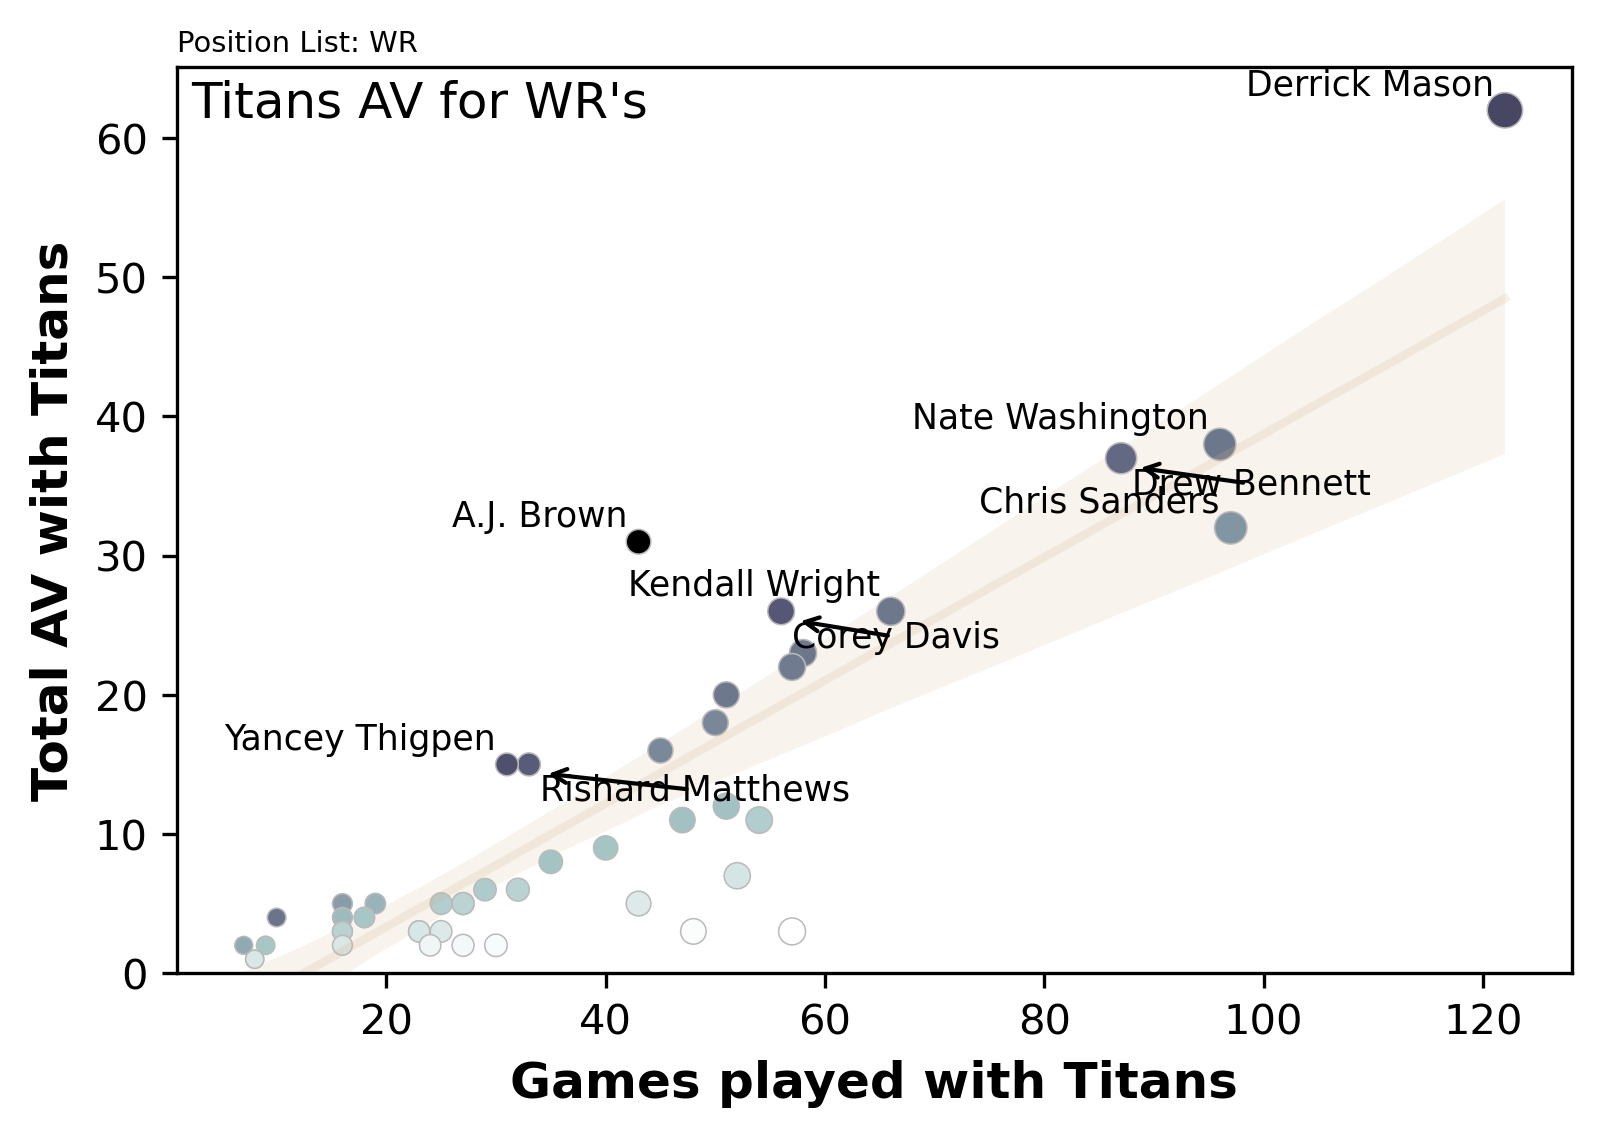 Position List: WR
Titans AV for WR's
Derrick Mason
60
50
Total AV with Titans
Nate Washington
40
Drew Bennett
Chris Sanders
A.J. Brown
30
Kendall Wright
Corey Davis
20
Yancey Thigpen
Rishard Matthews
10
0
20 40 60 80 100 120
Games played with Titans